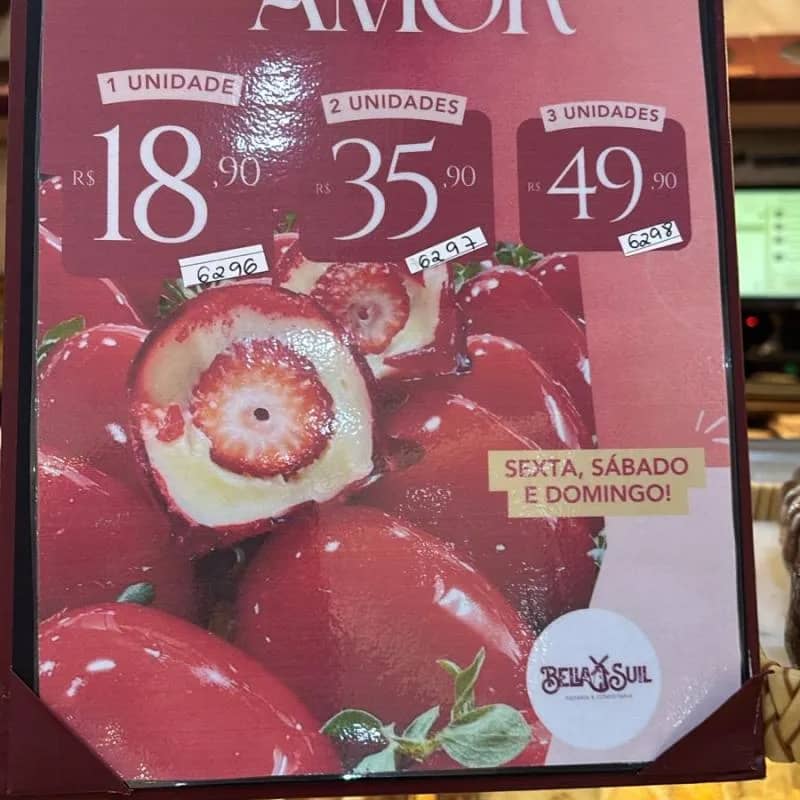 AMOR
1 UNIDADE
R$ 18,90
6296
2 UNIDADES
R$ 35,90
6297
3 UNIDADES
R$ 49,90
6298
SEXTA, SÁBADO
E DOMINGO!
BELLA SUIL